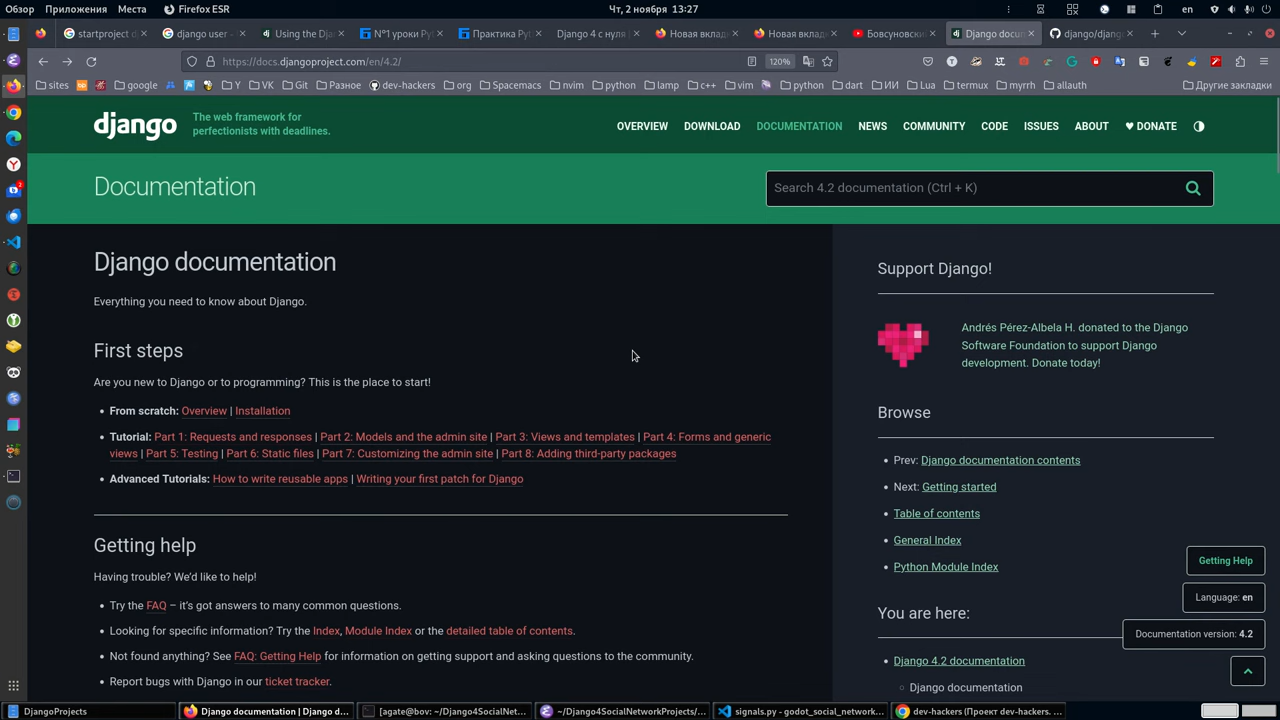 Обзор Приложения Места Firefox ESR Чт, 2 ноября 13:27 en
startproject d django user - Using the Dja N°1 уроки Pyt Практика Pyt Django 4 с нуля Новая вкладк Новая вкладк Бовасуновски Django docum django/djang
https://docs.djangoproject.com/en/4.2/ 120%
sites google Y VK Git Разное dev-hackers org Spacemacs nvim python lamp c++ vim python dart ИИ Lua termux myrrh allauth Другие закладки
django
The web framework for
perfectionists with deadlines.
OVERVIEW DOWNLOAD DOCUMENTATION NEWS COMMUNITY CODE ISSUES ABOUT ♥ DONATE
Documentation
Search 4.2 documentation (Ctrl + K)
Django documentation
Everything you need to know about Django.
First steps
Are you new to Django or to programming? This is the place to start!
• From scratch: Overview | Installation
• Tutorial: Part 1: Requests and responses | Part 2: Models and the admin site | Part 3: Views and templates | Part 4: Forms and generic
views | Part 5: Testing | Part 6: Static files | Part 7: Customizing the admin site | Part 8: Adding third-party packages
• Advanced Tutorials: How to write reusable apps | Writing your first patch for Django
Getting help
Having trouble? We’d like to help!
• Try the FAQ – it’s got answers to many common questions.
• Looking for specific information? Try the Index, Module Index or the detailed table of contents.
• Not found anything? See FAQ: Getting Help for information on getting support and asking questions to the community.
• Report bugs with Django in our ticket tracker.
Support Django!
Andrés Pérez-Albela H. donated to the Django
Software Foundation to support Django
development. Donate today!
Browse
• Prev: Django documentation contents
• Next: Getting started
• Table of contents
• General Index
• Python Module Index
You are here:
• Django 4.2 documentation
○ Django documentation
Getting Help
Language: en
Documentation version: 4.2
DjangoProjects Django documentation | Django d... [agate@bov: ~/Django4SocialNet... ~/Django4SocialNetworkProjects/... signals.py - godot_social_network... dev-hackers (Проект dev-hackers. ...